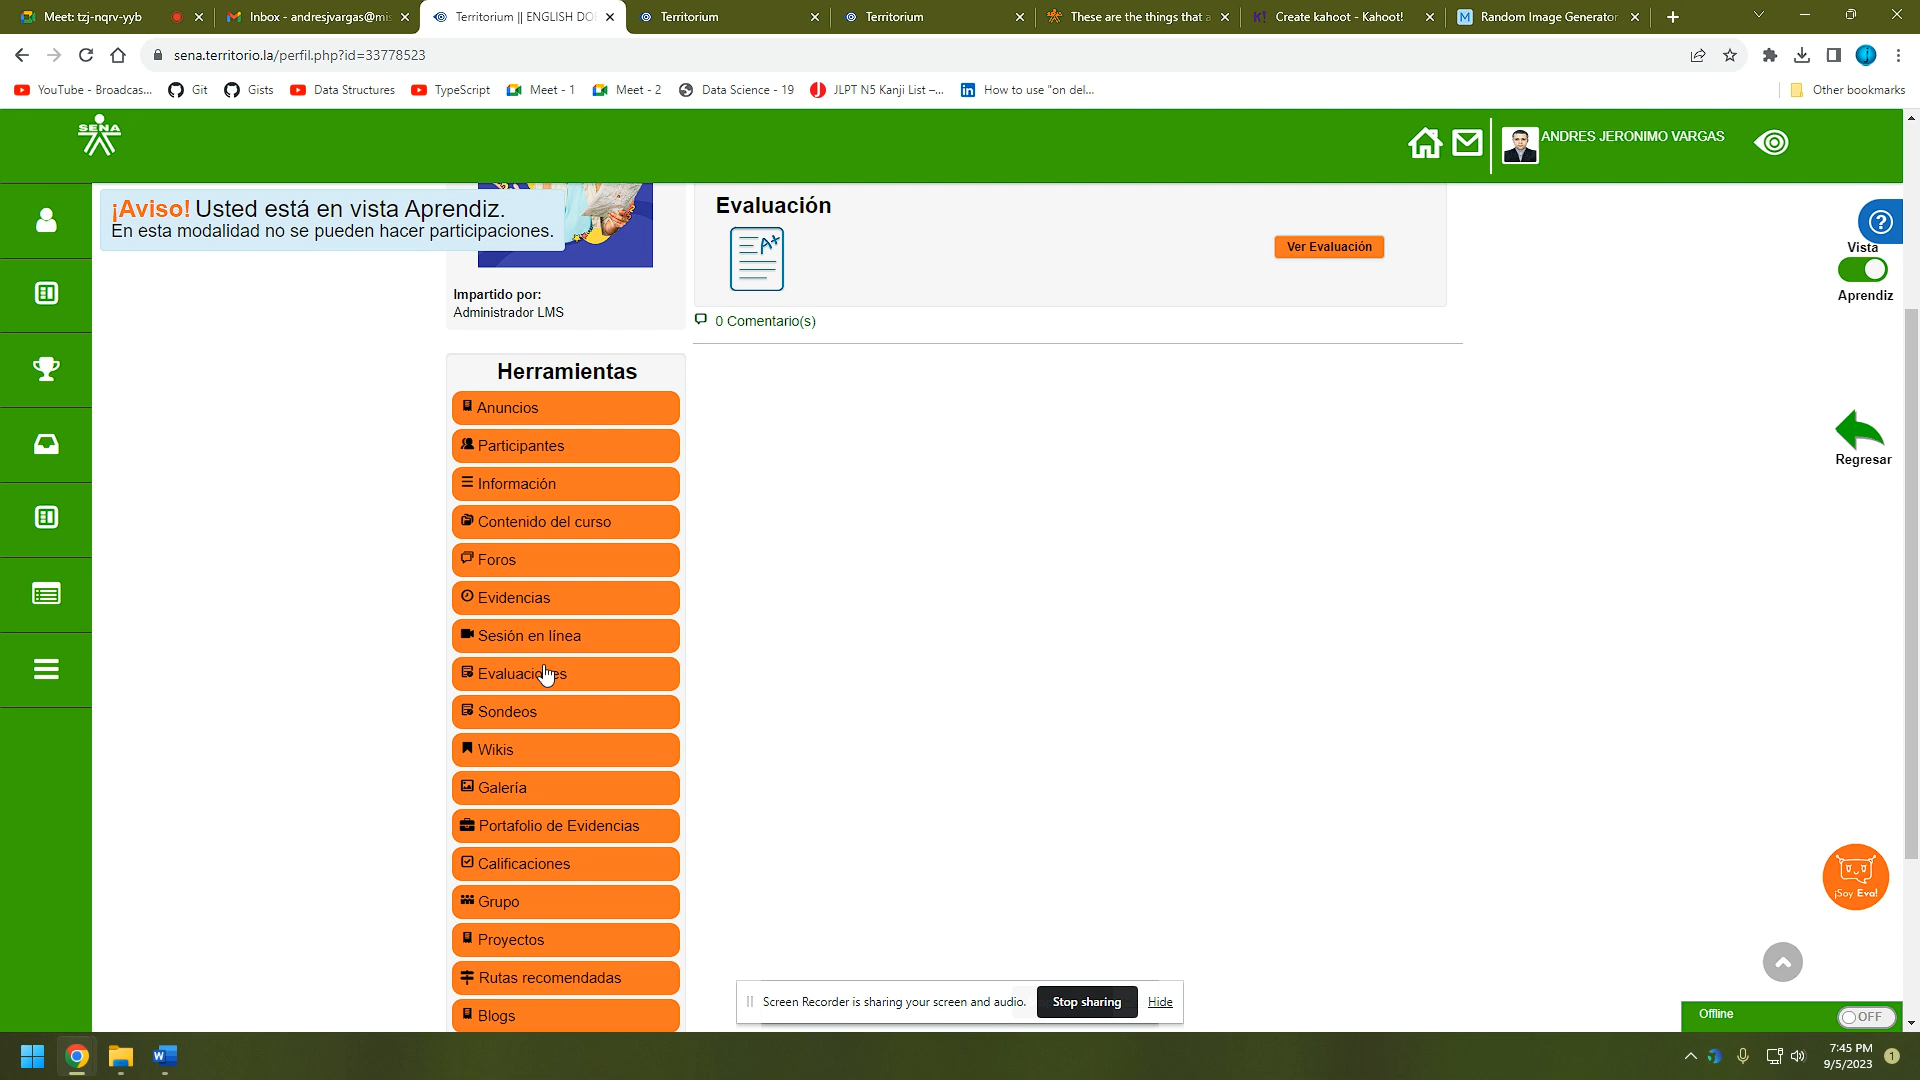 Meet: tzj-nqrv-yyb
Inbox - andresjvargas@mis
Territorium || ENGLISH DO
Territorium
Territorium
These are the things that a
Create kahoot - Kahoot!
Random Image Generator
sena.territorio.la/perfil.php?id=33778523
YouTube - Broadcas...
Git
Gists
Data Structures
TypeScript
Meet - 1
Meet - 2
Data Science - 19
JLPT N5 Kanji List –...
How to use "on del...
Other bookmarks
SENA
ANDRES JERONIMO VARGAS
¡Aviso! Usted está en vista Aprendiz.
En esta modalidad no se pueden hacer participaciones.
Evaluación
A+
Ver Evaluación
Vista
Aprendiz
Impartido por:
Administrador LMS
0 Comentario(s)
Herramientas
Anuncios
Participantes
Información
Contenido del curso
Foros
Evidencias
Sesión en línea
Evaluaciones
Sondeos
Wikis
Galería
Portafolio de Evidencias
Calificaciones
Grupo
Proyectos
Rutas recomendadas
Blogs
Regresar
¡Soy Eva!
Screen Recorder is sharing your screen and audio.
Stop sharing
Hide
Offline
OFF
7:45 PM
9/5/2023
1